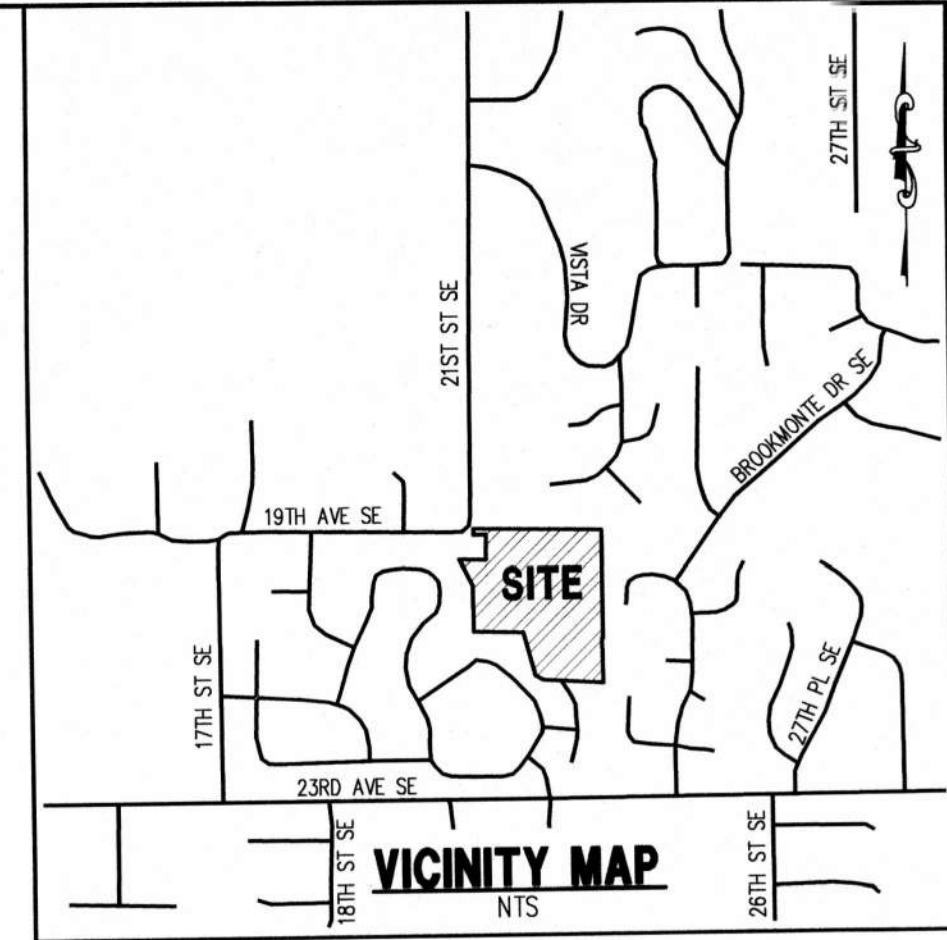 27TH ST SE
VISTA DR
21ST ST SE
BROOKMONTE DR SE
19TH AVE SE
SITE
17TH ST SE
27TH PL SE
23RD AVE SE
18TH ST SE
VICINITY MAP
NTS
26TH ST SE